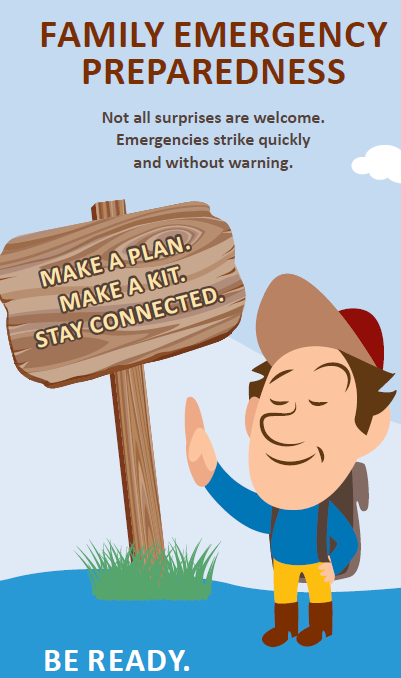 FAMILY EMERGENCY
PREPAREDNESS
Not all surprises are welcome.
Emergencies strike quickly
and without warning.
MAKE A PLAN.
MAKE A KIT.
STAY CONNECTED.
BE READY.